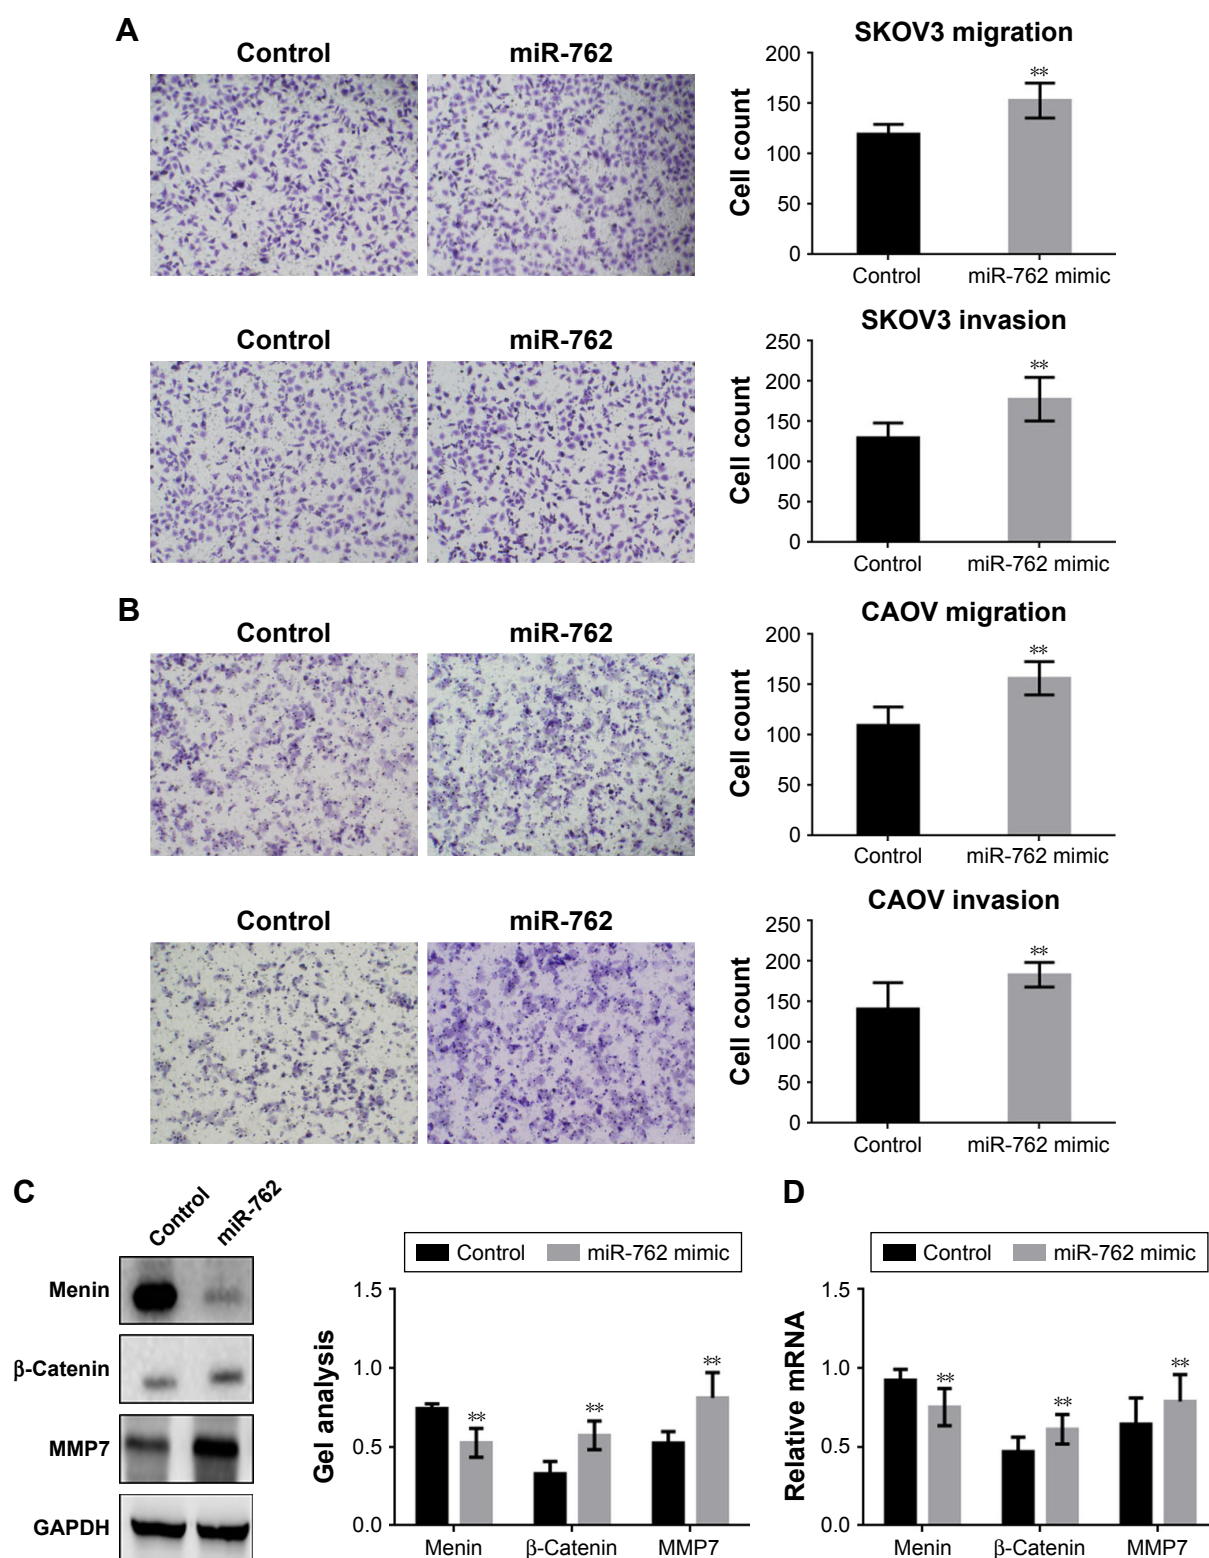 A
Control
miR-762
SKOV3 migration
Cell count
200
150
100
50
0
**
Control
miR-762 mimic
Control
miR-762
SKOV3 invasion
Cell count
250
200
150
100
50
0
**
Control
miR-762 mimic
B
Control
miR-762
CAOV migration
Cell count
200
150
100
50
0
**
Control
miR-762 mimic
Control
miR-762
CAOV invasion
Cell count
250
200
150
100
50
0
**
Control
miR-762 mimic
C
Control
miR-762
Menin
β-Catenin
MMP7
GAPDH
Control
miR-762 mimic
Gel analysis
1.5
1.0
0.5
0.0
**
**
**
Menin
β-Catenin
MMP7
D
Control
miR-762 mimic
Relative mRNA
1.5
1.0
0.5
0.0
**
**
**
Menin
β-Catenin
MMP7